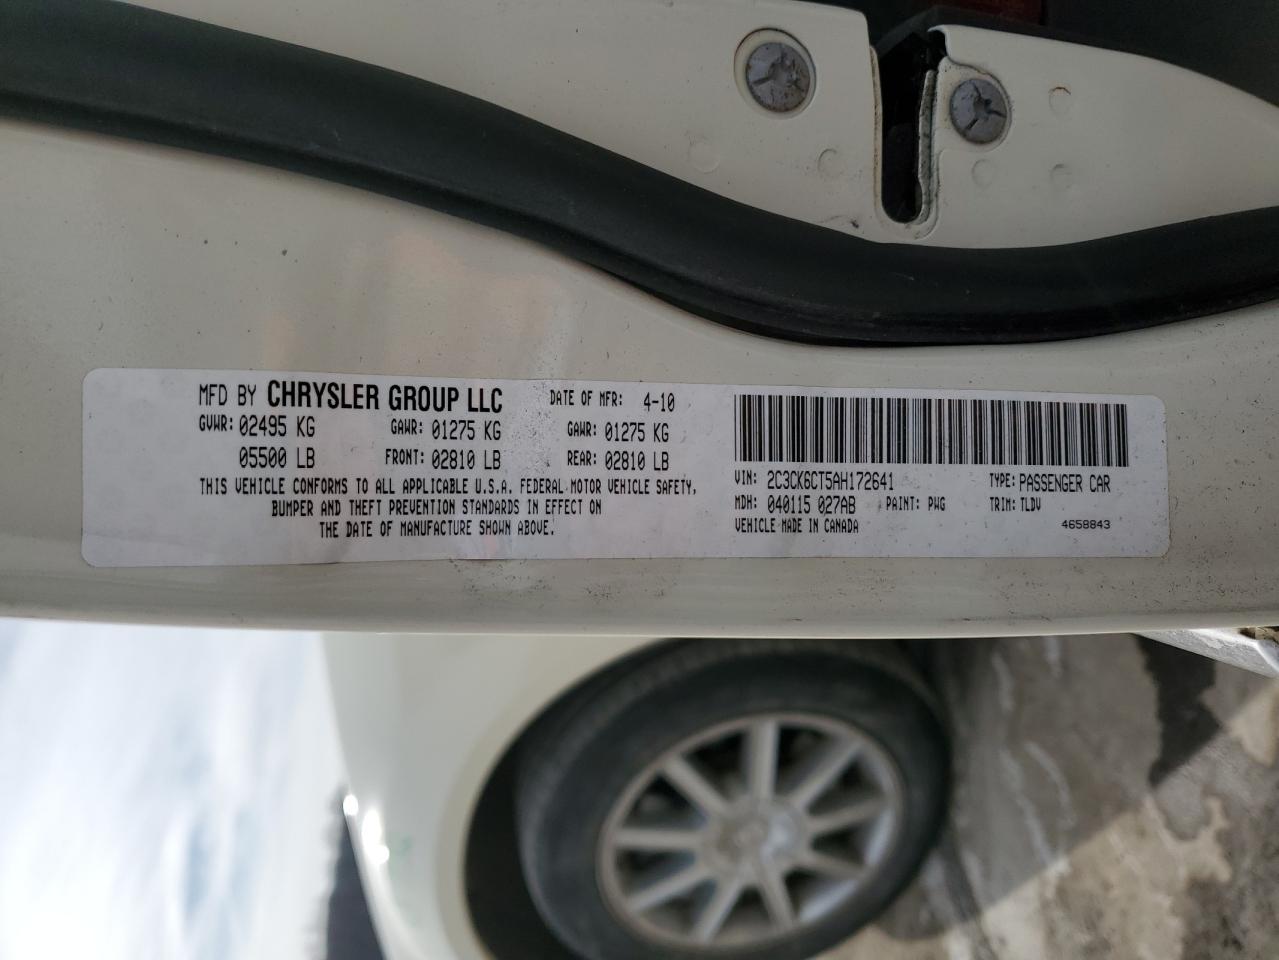 MFD BY CHRYSLER GROUP LLC DATE OF MFR: 4-10
GVWR: 02495 KG GAWR: 01275 KG GAWR: 01275 KG
05500 LB FRONT: 02810 LB REAR: 02810 LB
THIS VEHICLE CONFORMS TO ALL APPLICABLE U.S.A. FEDERAL MOTOR VEHICLE SAFETY,
BUMPER AND THEFT PREVENTION STANDARDS IN EFFECT ON
THE DATE OF MANUFACTURE SHOWN ABOVE.
VIN: 2C3CK6CT5AH172641 TYPE: PASSENGER CAR
MDH: 040115 027AB PAINT: PWG TRIM: TLDV
VEHICLE MADE IN CANADA 4658843